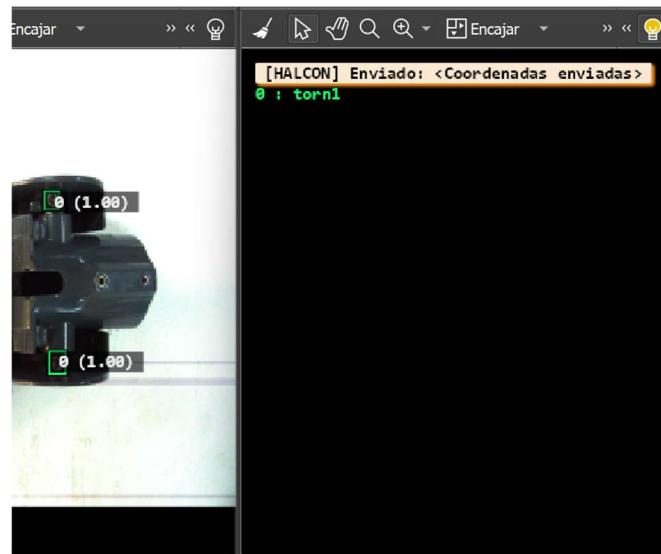 Encajar
Encajar
[HALCON] Enviado: <Coordenadas enviadas>
0 : torn1
0 (1.00)
0 (1.00)